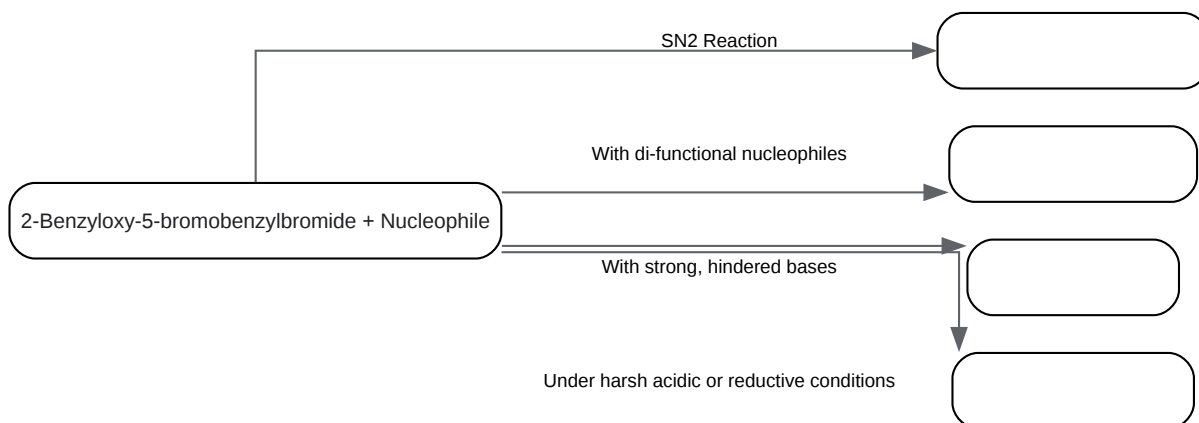 SN2 Reaction
With di-functional nucleophiles
2-Benzyloxy-5-bromobenzylbromide + Nucleophile
With strong, hindered bases
Under harsh acidic or reductive conditions